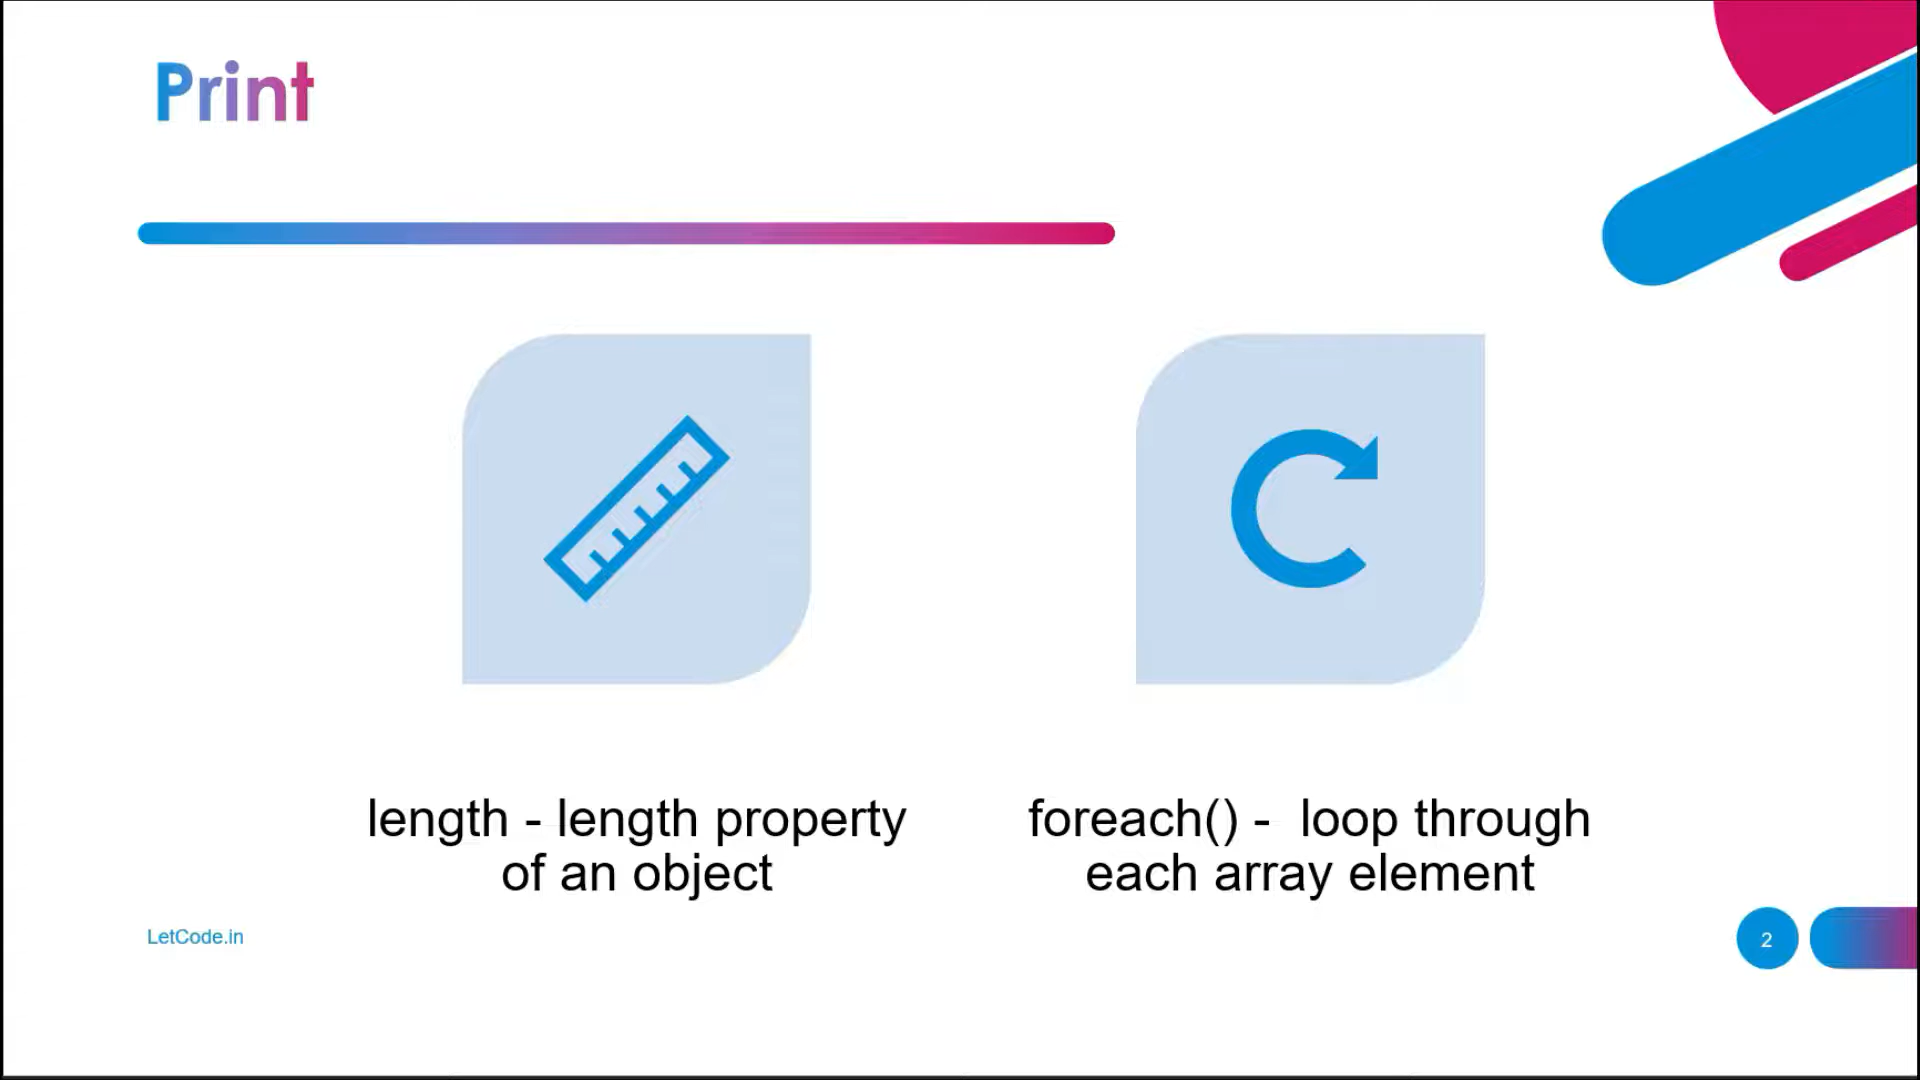 Print
length - length property
of an object
foreach() -  loop through
each array element
LetCode.in
2